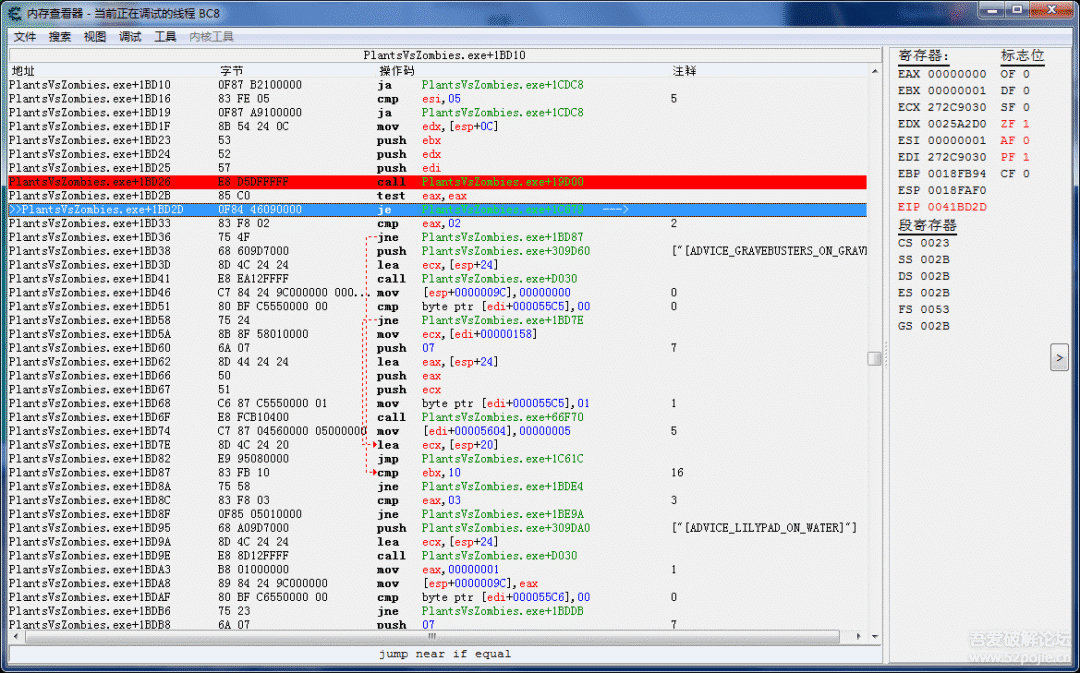 内存查看器 - 当前正在调试的线程 BC8
文件 搜索 视图 调试 工具 内核工具
PlantsVsZombies.exe+1BD10
地址 字节 操作码 注释
PlantsVsZombies.exe+1BD10 0F87 B2100000 ja PlantsVsZombies.exe+1CDC8
PlantsVsZombies.exe+1BD16 83 FE 05 cmp esi,05 5
PlantsVsZombies.exe+1BD19 0F87 A9100000 ja PlantsVsZombies.exe+1CDC8
PlantsVsZombies.exe+1BD1F 8B 54 24 0C mov edx,[esp+0C]
PlantsVsZombies.exe+1BD23 53 push ebx
PlantsVsZombies.exe+1BD24 52 push edx
PlantsVsZombies.exe+1BD25 57 push edi
PlantsVsZombies.exe+1BD26 E8 D5DFFFFF call PlantsVsZombies.exe+19D00
PlantsVsZombies.exe+1BD2B 85 C0 test eax,eax
>>PlantsVsZombies.exe+1BD2D 0F84 46090000 je --->
PlantsVsZombies.exe+1BD33 83 F8 02 cmp eax,02 2
PlantsVsZombies.exe+1BD36 75 4F jne PlantsVsZombies.exe+1BD87
PlantsVsZombies.exe+1BD38 68 609D7000 push PlantsVsZombies.exe+309D60 ["[ADVICE_GRAVEBUSTERS_ON_GRAV
PlantsVsZombies.exe+1BD3D 8D 4C 24 24 lea ecx,[esp+24]
PlantsVsZombies.exe+1BD41 E8 EA12FFFF call PlantsVsZombies.exe+D030
PlantsVsZombies.exe+1BD46 C7 84 24 9C000000 000... mov [esp+0000009C],00000000 0
PlantsVsZombies.exe+1BD51 80 BF C5550000 00 cmp byte ptr [edi+000055C5],00 0
PlantsVsZombies.exe+1BD58 75 24 jne PlantsVsZombies.exe+1BD7E
PlantsVsZombies.exe+1BD5A 8B 8F 58010000 mov ecx,[edi+00000158]
PlantsVsZombies.exe+1BD60 6A 07 push 07 7
PlantsVsZombies.exe+1BD62 8D 44 24 24 lea eax,[esp+24]
PlantsVsZombies.exe+1BD66 50 push eax
PlantsVsZombies.exe+1BD67 51 push ecx
PlantsVsZombies.exe+1BD68 C6 87 C5550000 01 mov byte ptr [edi+000055C5],01 1
PlantsVsZombies.exe+1BD6F E8 FCB10400 call PlantsVsZombies.exe+66F70
PlantsVsZombies.exe+1BD74 C7 87 04560000 05000000 mov [edi+00005604],00000005 5
PlantsVsZombies.exe+1BD7E 8D 4C 24 20 lea ecx,[esp+20]
PlantsVsZombies.exe+1BD82 E9 95080000 jmp PlantsVsZombies.exe+1C61C
PlantsVsZombies.exe+1BD87 83 FB 10 cmp ebx,10 16
PlantsVsZombies.exe+1BD8A 75 58 jne PlantsVsZombies.exe+1BDE4
PlantsVsZombies.exe+1BD8C 83 F8 03 cmp eax,03 3
PlantsVsZombies.exe+1BD8F 0F85 05010000 jne PlantsVsZombies.exe+1BE9A
PlantsVsZombies.exe+1BD95 68 A09D7000 push PlantsVsZombies.exe+309DA0 ["[ADVICE_LILYPAD_ON_WATER]"]
PlantsVsZombies.exe+1BD9A 8D 4C 24 24 lea ecx,[esp+24]
PlantsVsZombies.exe+1BD9E E8 8D12FFFF call PlantsVsZombies.exe+D030
PlantsVsZombies.exe+1BDA3 B8 01000000 mov eax,00000001 1
PlantsVsZombies.exe+1BDA8 89 84 24 9C000000 mov [esp+0000009C],eax
PlantsVsZombies.exe+1BDAF 80 BF C6550000 00 cmp byte ptr [edi+000055C6],00 0
PlantsVsZombies.exe+1BDB6 75 23 jne PlantsVsZombies.exe+1BDDB
PlantsVsZombies.exe+1BDB8 6A 07 push 07 7
jump near if equal
寄存器: 标志位
EAX 00000000 OF 0
EBX 00000001 DF 0
ECX 272C9030 SF 0
EDX 0025A2D0 ZF 1
ESI 00000001 AF 0
EDI 272C9030 PF 1
EBP 0018FB94 CF 0
ESP 0018FAF0
EIP 0041BD2D
段寄存器
CS 0023
SS 002B
DS 002B
ES 002B
FS 0053
GS 002B
>
吾爱破解论坛
www.52pojie.cn